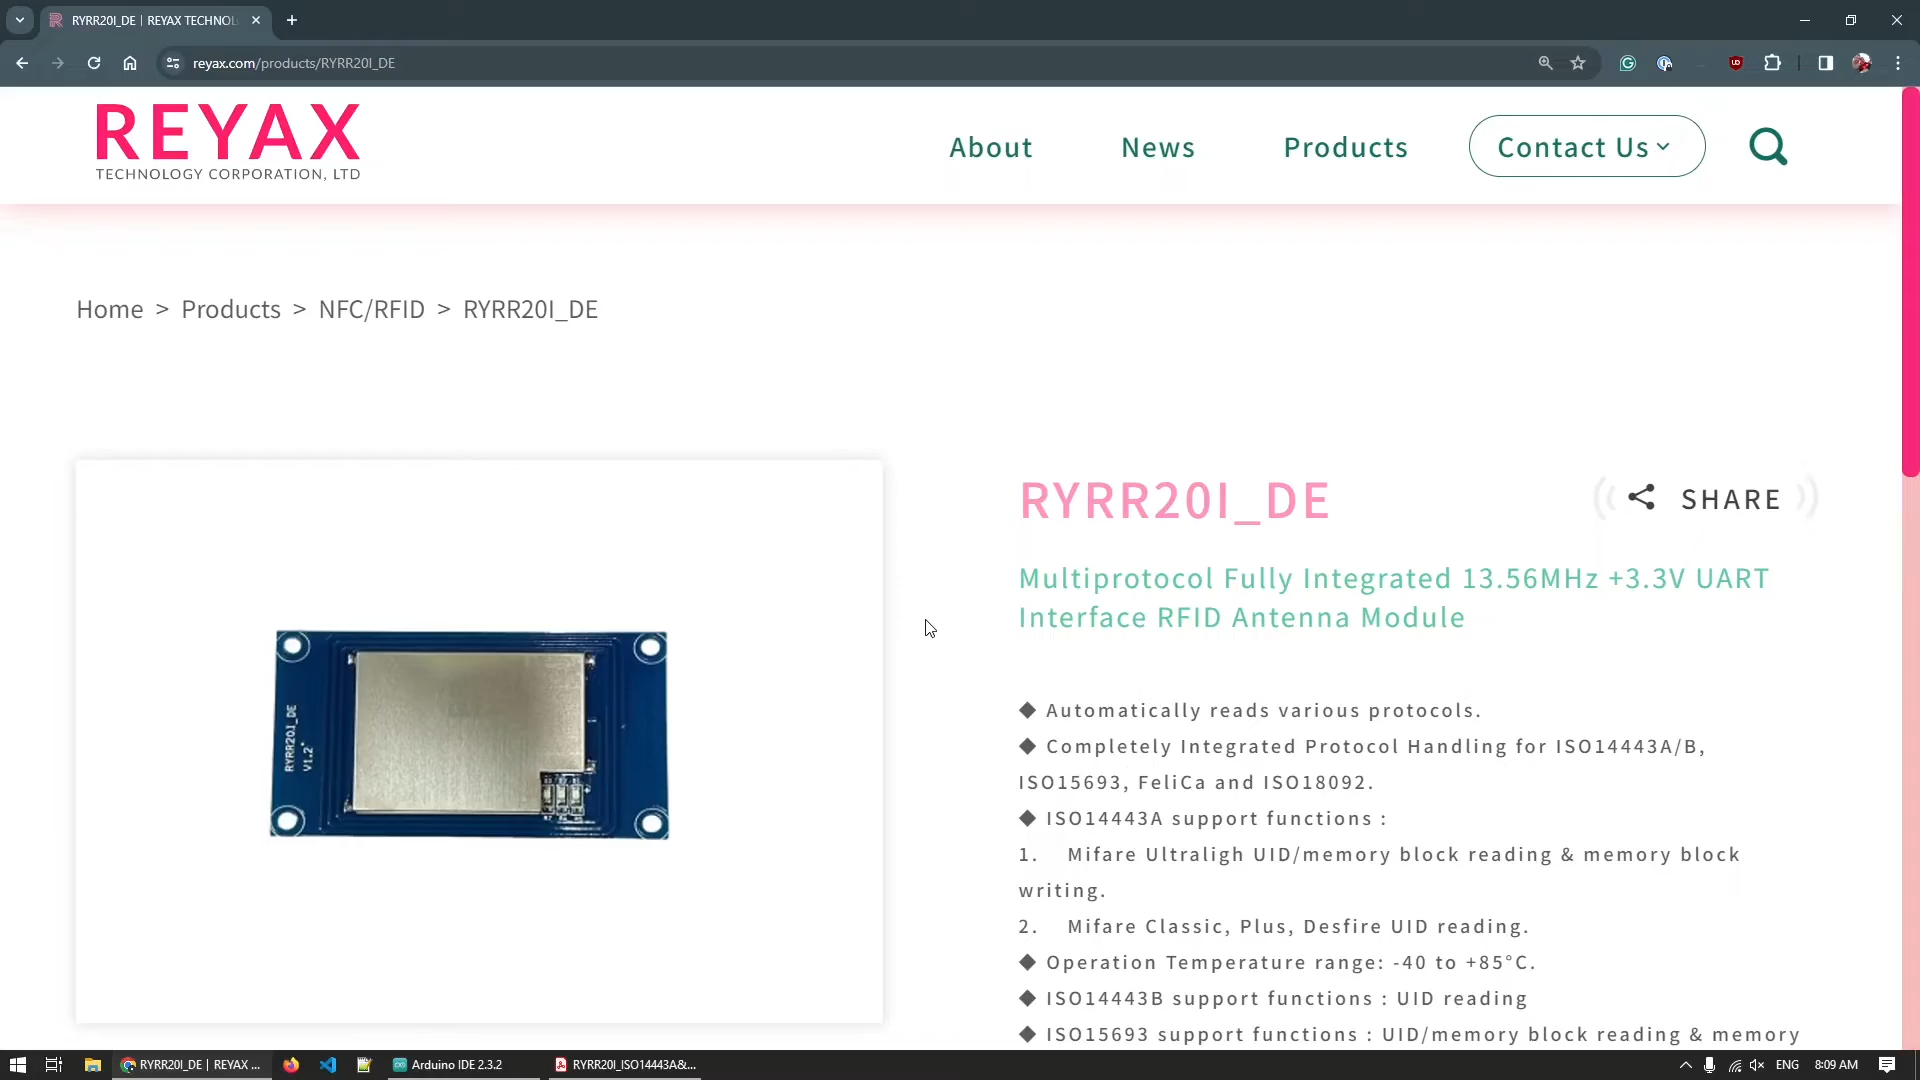 RYRR20I_DE | REYAX TECHNOL
reyax.com/products/RYRR20I_DE
REYAX
TECHNOLOGY CORPORATION, LTD
About
News
Products
Contact Us
Home > Products > NFC/RFID > RYRR20I_DE
RYRR20I_DE
V1.2
RYRR20I_DE
SHARE
Multiprotocol Fully Integrated 13.56MHz +3.3V UART
Interface RFID Antenna Module
◆ Automatically reads various protocols.
◆ Completely Integrated Protocol Handling for ISO14443A/B,
ISO15693, FeliCa and ISO18092.
◆ ISO14443A support functions :
1. Mifare Ultraligh UID/memory block reading & memory block
writing.
2. Mifare Classic, Plus, Desfire UID reading.
◆ Operation Temperature range: -40 to +85°C.
◆ ISO14443B support functions : UID reading
◆ ISO15693 support functions : UID/memory block reading & memory
RYRR20I_DE | REYAX ...
Arduino IDE 2.3.2
RYRR20I_ISO14443A&...
ENG
8:09 AM